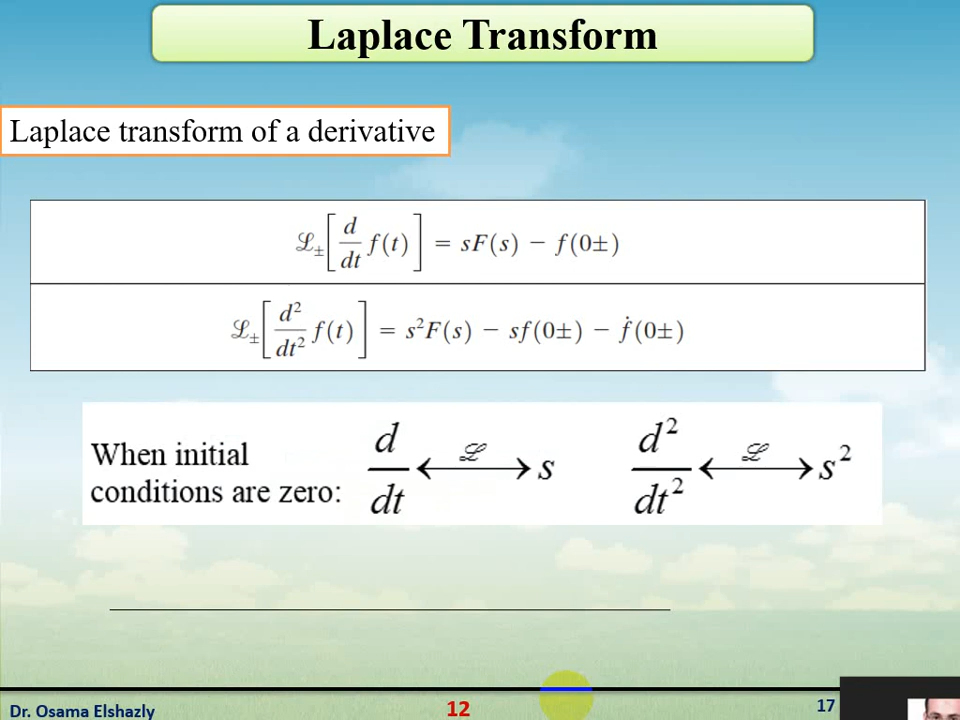 Laplace Transform
Laplace transform of a derivative
ℒ±[d/dt f(t)] = sF(s) − f(0±)
ℒ±[d²/dt² f(t)] = s²F(s) − sf(0±) − ḟ(0±)
When initial
conditions are zero:
d/dt ⟷ℒ s
d²/dt² ⟷ℒ s²
Dr. Osama Elshazly
12
17